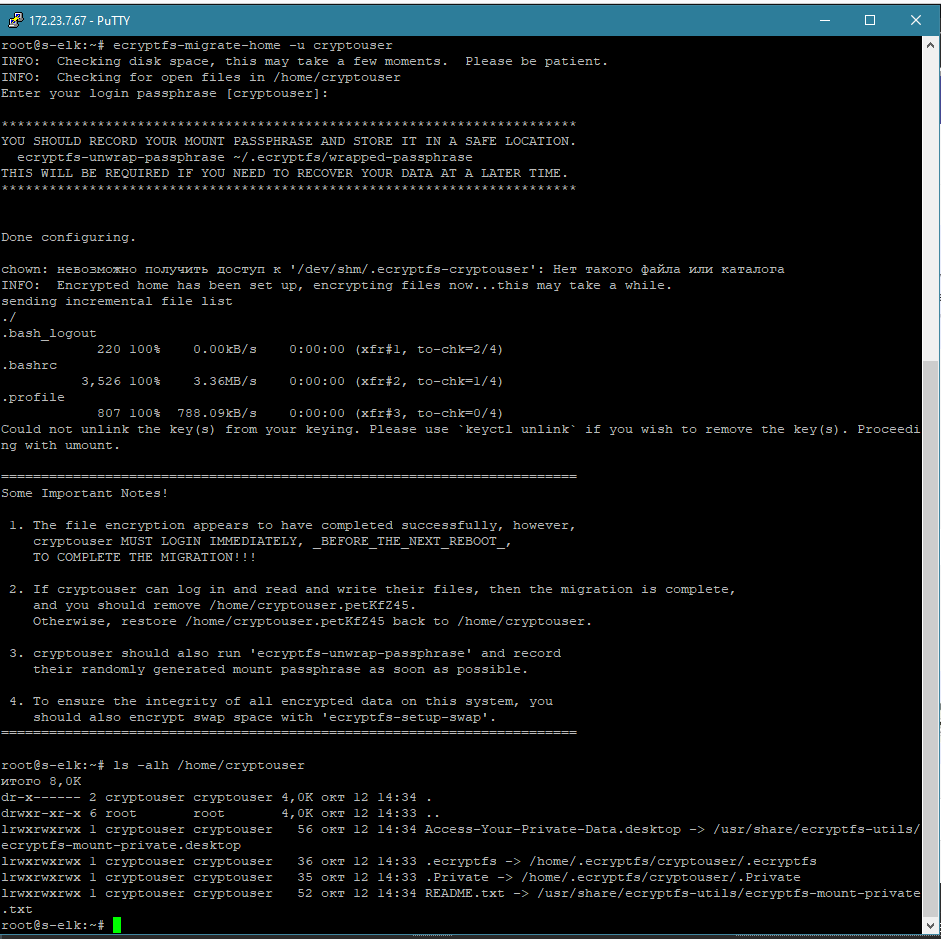 172.23.7.67 - PuTTY
root@s-elk:~# ecryptfs-migrate-home -u cryptouser
INFO:  Checking disk space, this may take a few moments.  Please be patient.
INFO:  Checking for open files in /home/cryptouser
Enter your login passphrase [cryptouser]:
************************************************************************
YOU SHOULD RECORD YOUR MOUNT PASSPHRASE AND STORE IT IN A SAFE LOCATION.
  ecryptfs-unwrap-passphrase ~/.ecryptfs/wrapped-passphrase
THIS WILL BE REQUIRED IF YOU NEED TO RECOVER YOUR DATA AT A LATER TIME.
************************************************************************
Done configuring.
chown: невозможно получить доступ к '/dev/shm/.ecryptfs-cryptouser': Нет такого файла или каталога
INFO:  Encrypted home has been set up, encrypting files now...this may take a while.
sending incremental file list
./
.bash_logout
            220 100%    0.00kB/s    0:00:00 (xfr#1, to-chk=2/4)
.bashrc
          3,526 100%    3.36MB/s    0:00:00 (xfr#2, to-chk=1/4)
.profile
            807 100%  788.09kB/s    0:00:00 (xfr#3, to-chk=0/4)
Could not unlink the key(s) from your keying. Please use `keyctl unlink` if you wish to remove the key(s). Proceedi
ng with umount.
========================================================================
Some Important Notes!
 1. The file encryption appears to have completed successfully, however,
    cryptouser MUST LOGIN IMMEDIATELY, _BEFORE_THE_NEXT_REBOOT_,
    TO COMPLETE THE MIGRATION!!!
 2. If cryptouser can log in and read and write their files, then the migration is complete,
    and you should remove /home/cryptouser.petKfZ45.
    Otherwise, restore /home/cryptouser.petKfZ45 back to /home/cryptouser.
 3. cryptouser should also run 'ecryptfs-unwrap-passphrase' and record
    their randomly generated mount passphrase as soon as possible.
 4. To ensure the integrity of all encrypted data on this system, you
    should also encrypt swap space with 'ecryptfs-setup-swap'.
========================================================================
root@s-elk:~# ls -alh /home/cryptouser
итого 8,0K
dr-x------ 2 cryptouser cryptouser 4,0K окт 12 14:34 .
drwxr-xr-x 6 root       root       4,0K окт 12 14:33 ..
lrwxrwxrwx 1 cryptouser cryptouser   56 окт 12 14:34 Access-Your-Private-Data.desktop -> /usr/share/ecryptfs-utils/
ecryptfs-mount-private.desktop
lrwxrwxrwx 1 cryptouser cryptouser   36 окт 12 14:33 .ecryptfs -> /home/.ecryptfs/cryptouser/.ecryptfs
lrwxrwxrwx 1 cryptouser cryptouser   35 окт 12 14:33 .Private -> /home/.ecryptfs/cryptouser/.Private
lrwxrwxrwx 1 cryptouser cryptouser   52 окт 12 14:34 README.txt -> /usr/share/ecryptfs-utils/ecryptfs-mount-private
.txt
root@s-elk:~#